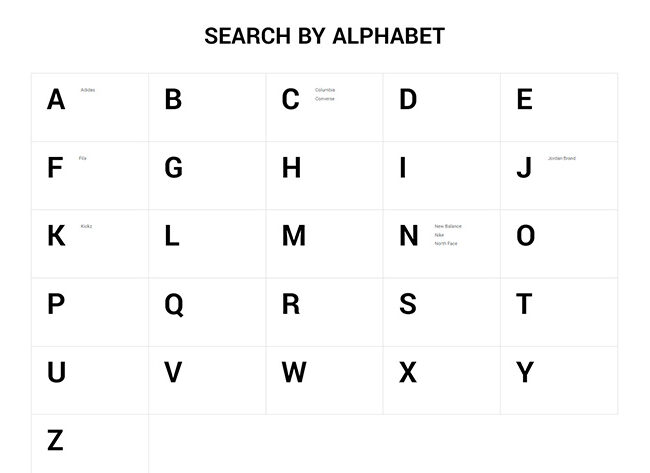 SEARCH BY ALPHABET
A
Adidas
B
C
Columbia
Converse
D
E
F
Fila
G
H
I
J
Jordan Brand
K
Kickz
L
M
N
New Balance
Nike
North Face
O
P
Q
R
S
T
U
V
W
X
Y
Z